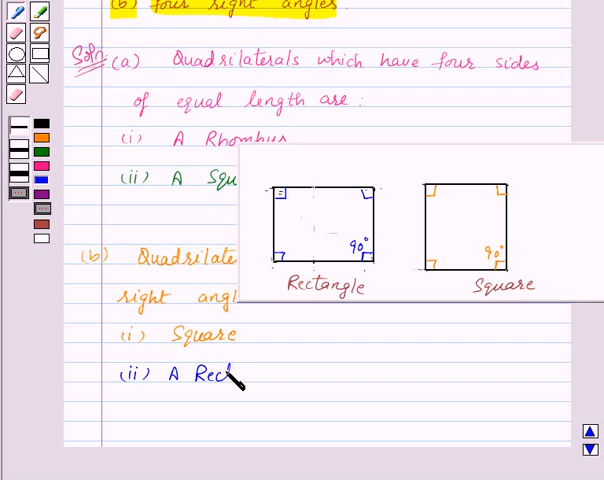 (b) four right angles
Soln: (a) Quadrilaterals which have four sides
of equal length are:
(i) A Rhombus
(ii) A Squ
(b) Quadrilate
right angl
(i) Square
(ii) A Rect
90°
Rectangle
90°
Square